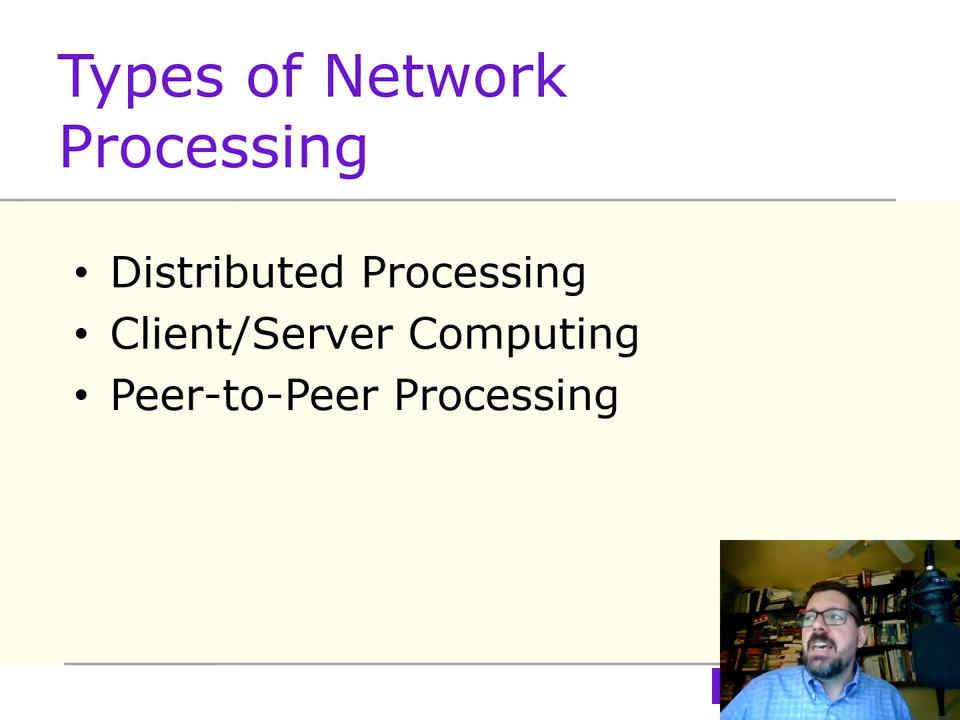 Types of Network
Processing
• Distributed Processing
• Client/Server Computing
• Peer-to-Peer Processing